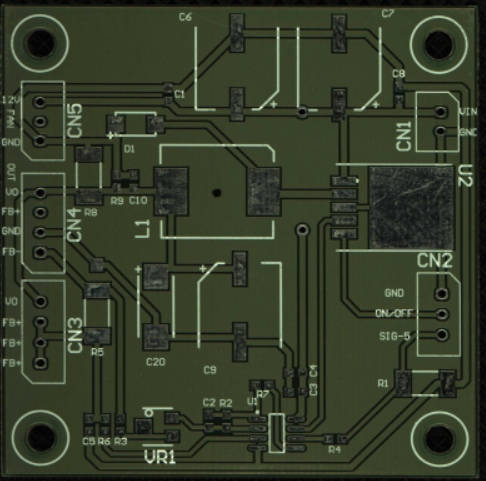 C6
C7
C8
C1
12V
FAN
GND
CN5
VIN
GND
CN1
D1
U2
OUT
VO
FB+
GND
FB-
CN4
R8
R9
C10
L1
CN2
GND
ON/OFF
SIG-5
VO
FB+
FB+
FB+
CN3
R5
C20
C9
C4
C3
R7
R1
U1
C2
R2
C5
R6
R3
VR1
R4